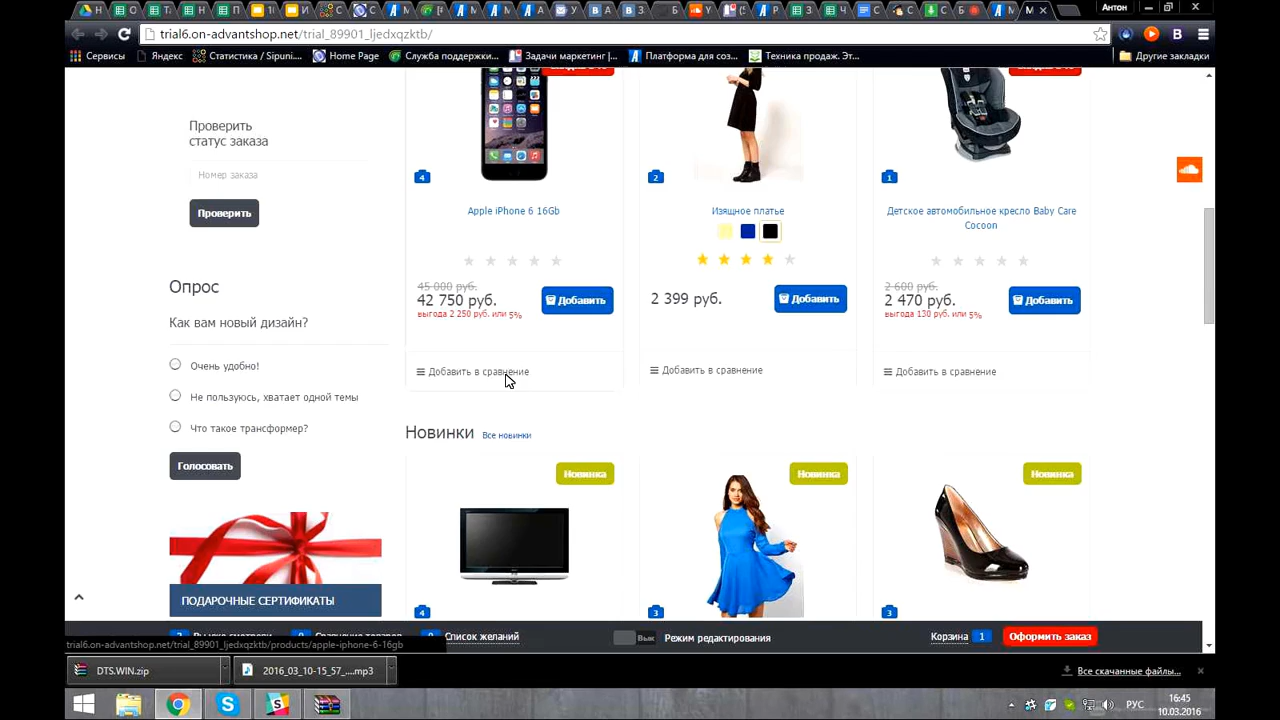 Антон
trial6.on-advantshop.net/trial_89901_ljedxqzktb/
Сервисы
Яндекс
Статистика / Sipuni...
Home Page
Служба поддержки...
Задачи маркетинг |...
Платформа для соз...
Техника продаж. Эт...
Другие закладки
Проверить
статус заказа
Номер заказа
Проверить
4
2
1
Apple iPhone 6 16Gb
Изящное платье
Детское автомобильное кресло Baby Care
Cocoon
45 000 руб.
42 750 руб.
выгода 2 250 руб. или 5%
Добавить
2 399 руб.
Добавить
2 600 руб.
2 470 руб.
выгода 130 руб. или 5%
Добавить
Добавить в сравнение
Добавить в сравнение
Добавить в сравнение
Опрос
Как вам новый дизайн?
Очень удобно!
Не пользуюсь, хватает одной темы
Что такое трансформер?
Голосовать
Новинки Все новинки
Новинка
Новинка
Новинка
4
3
3
ПОДАРОЧНЫЕ СЕРТИФИКАТЫ
Список желаний
Вык
Режим редактирования
Корзина 1
Оформить заказ
trial6.on-advantshop.net/trial_89901_ljedxqzktb/products/apple-iphone-6-16gb
DTS.WIN.zip
2016_03_10-15_57_....mp3
Все скачанные файлы...
РУС
16:45
10.03.2016